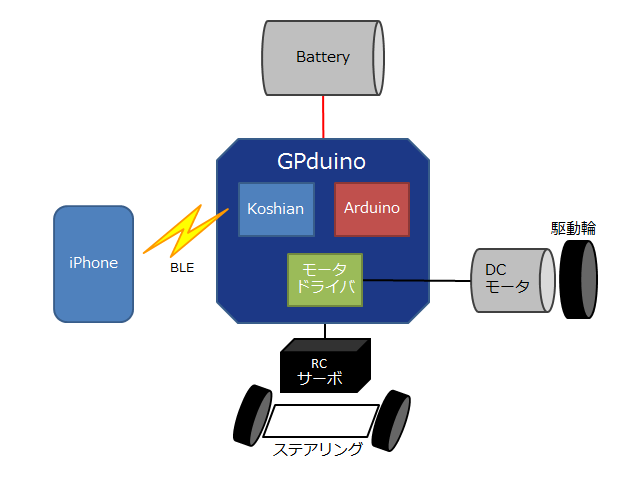 Battery
GPduino
Koshian
Arduino
iPhone
BLE
モータ
ドライバ
駆動輪
DC
モータ
RC
サーボ
ステアリング